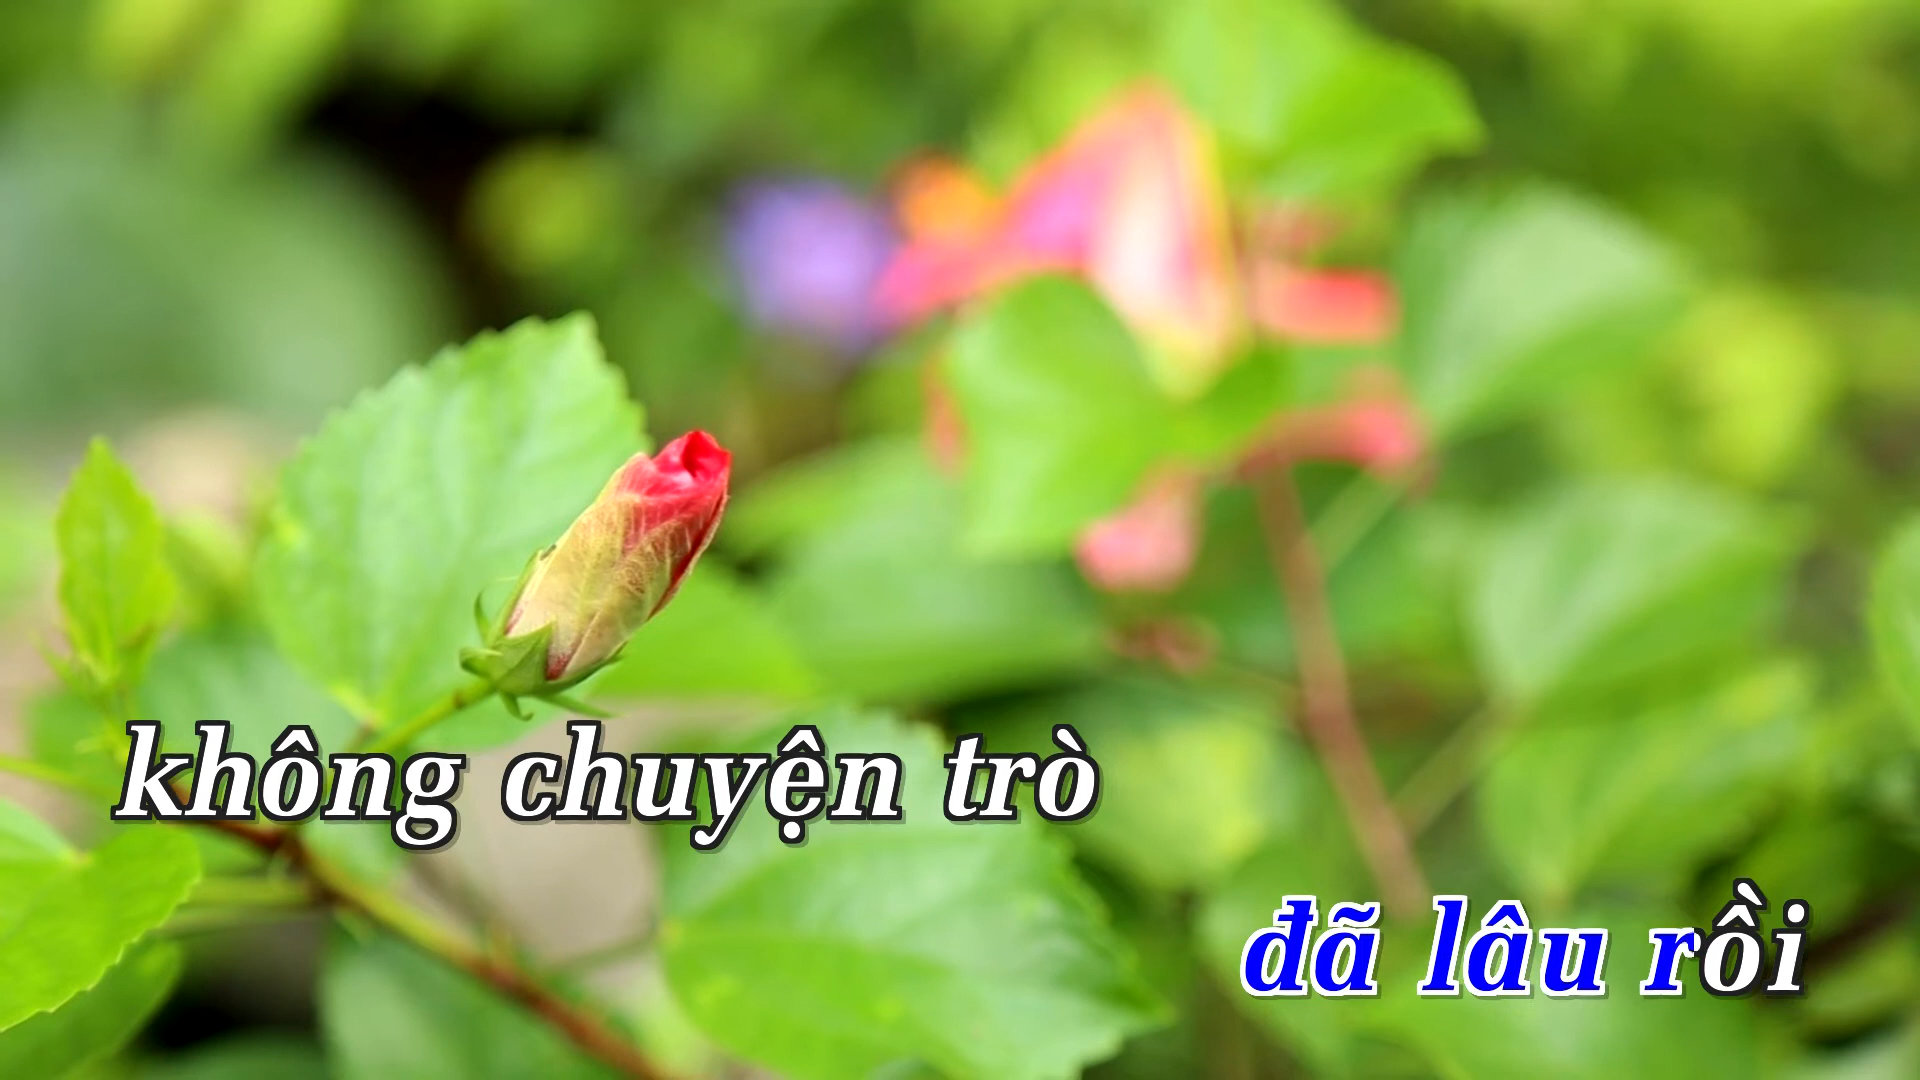 không chuyện trò
đã lâu rồi